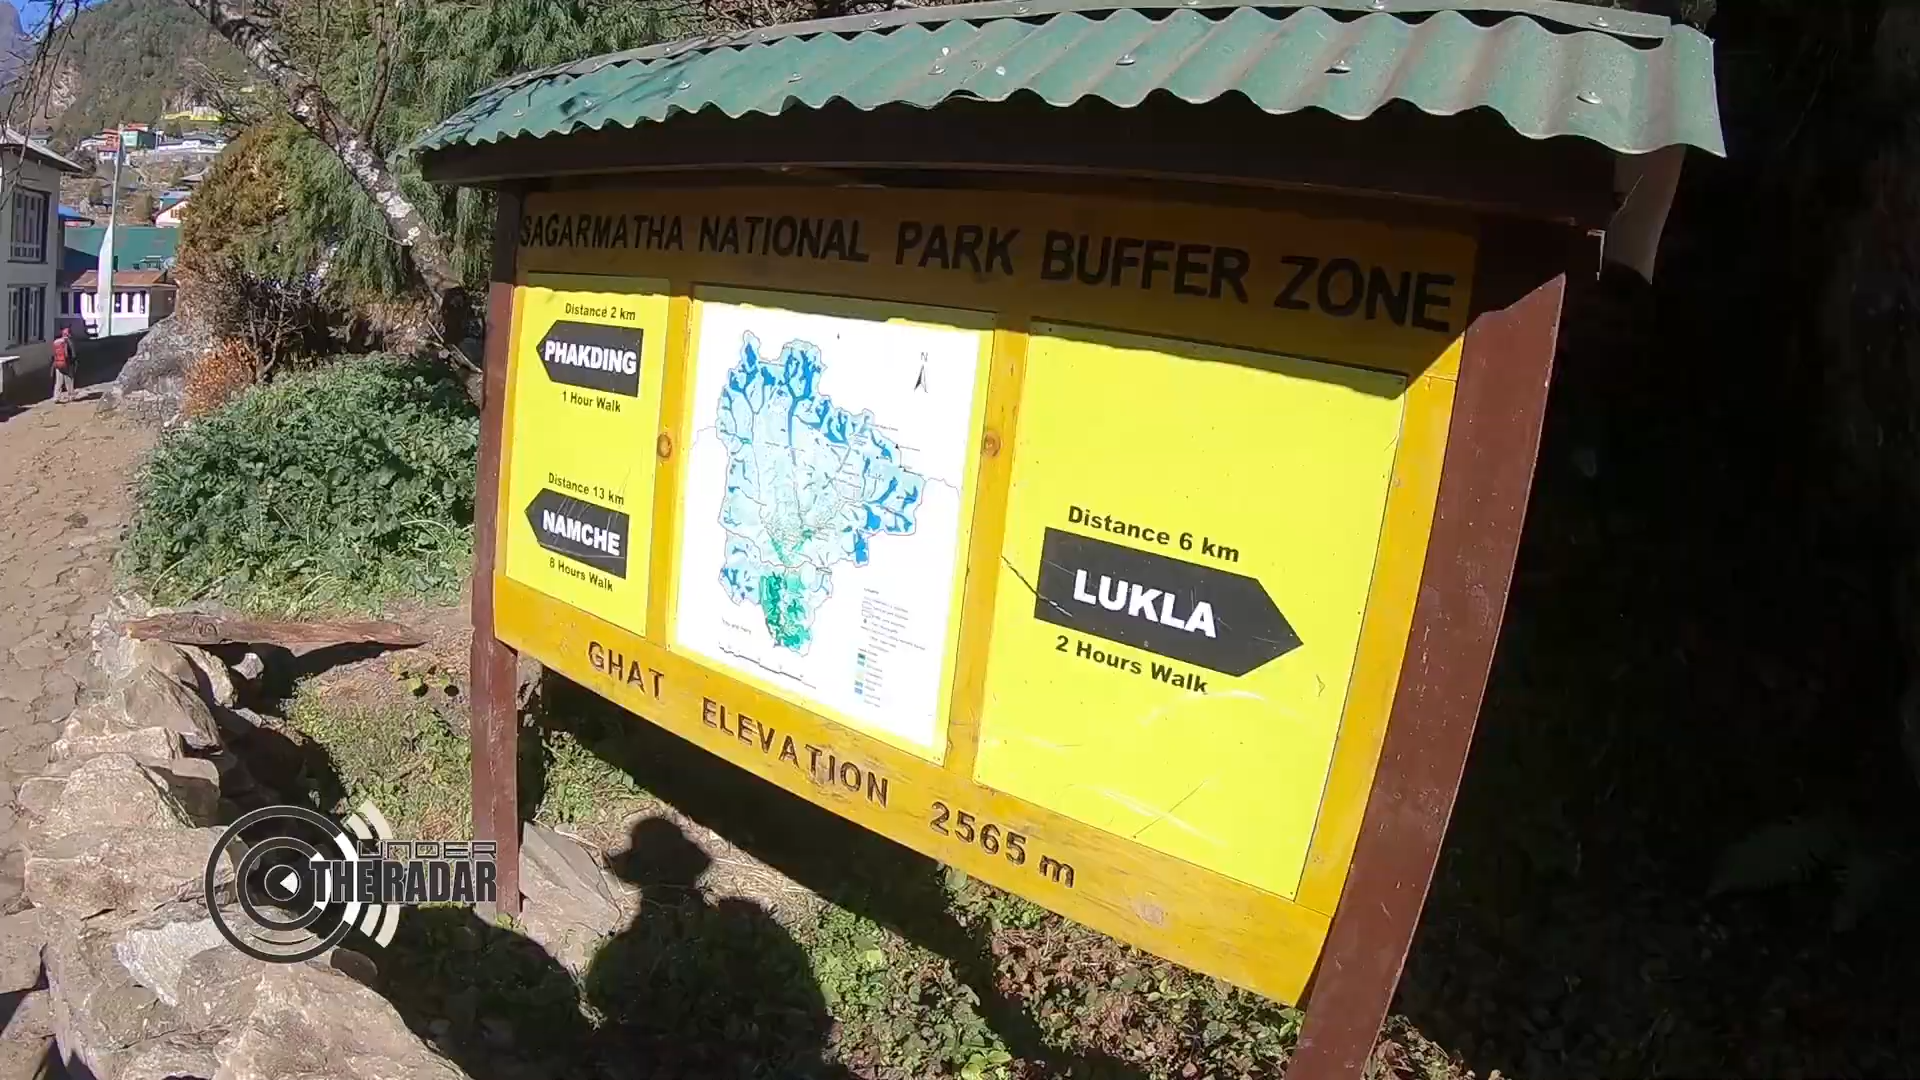 SAGARMATHA NATIONAL PARK BUFFER ZONE
Distance 2 km
PHAKDING
1 Hour Walk
Distance 13 km
NAMCHE
8 Hours Walk
N
Distance 6 km
LUKLA
2 Hours Walk
GHAT ELEVATION 2565 m
UNDER
THE RADAR